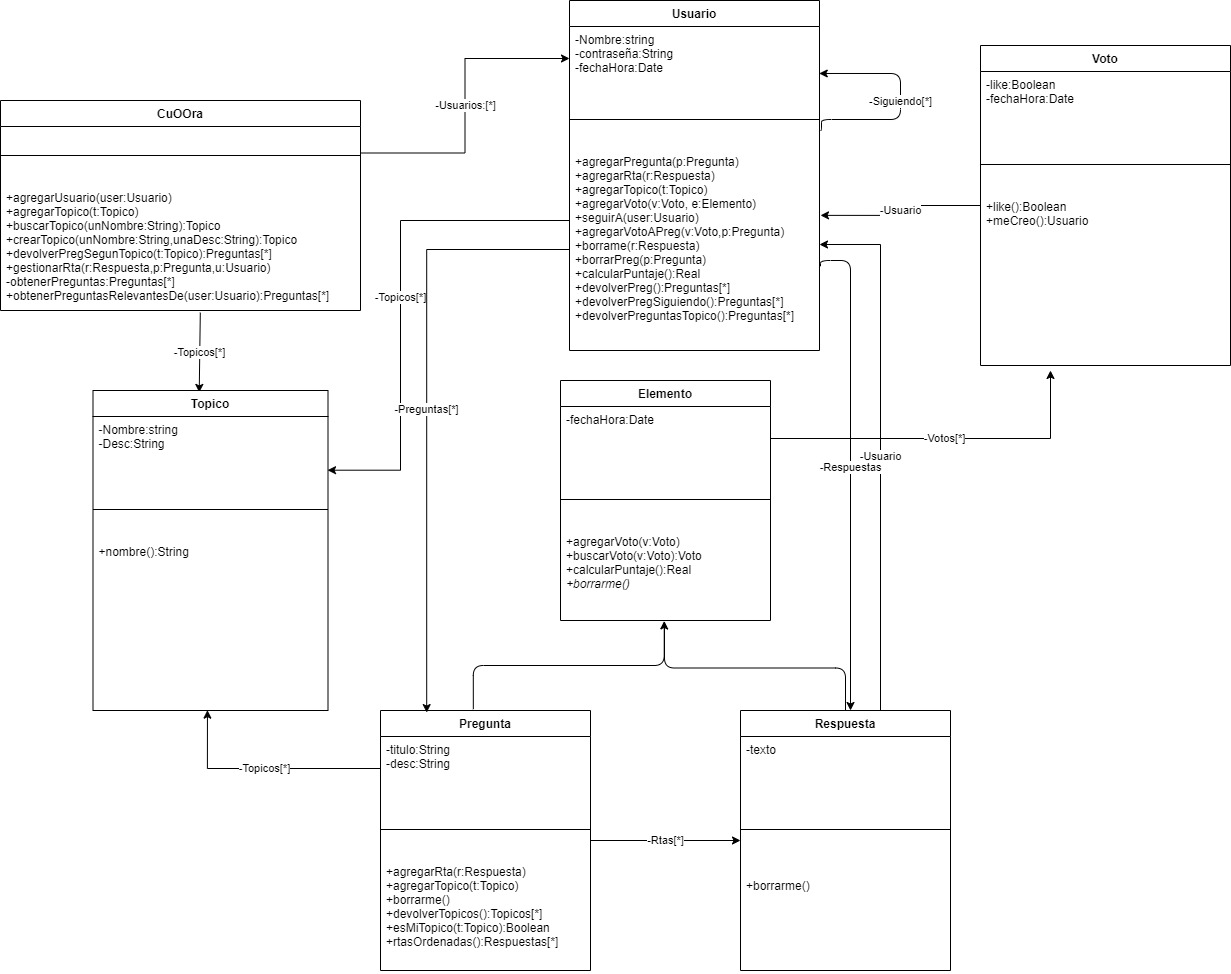 Usuario
-Nombre:string
-contraseña:String
-fechaHora:Date
+agregarPregunta(p:Pregunta)
+agregarRta(r:Respuesta)
+agregarTopico(t:Topico)
+agregarVoto(v:Voto, e:Elemento)
+seguirA(user:Usuario)
+agregarVotoAPreg(v:Voto,p:Pregunta)
+borrame(r:Respuesta)
+borrarPreg(p:Pregunta)
+calcularPuntaje():Real
+devolverPreg():Preguntas[*]
+devolverPregSiguiendo():Preguntas[*]
+devolverPreguntasTopico():Preguntas[*]
Voto
-like:Boolean
-fechaHora:Date
+like():Boolean
+meCreo():Usuario
-Siguiendo[*]
-Usuarios:[*]
-Usuario
CuOOra
+agregarUsuario(user:Usuario)
+agregarTopico(t:Topico)
+buscarTopico(unNombre:String):Topico
+crearTopico(unNombre:String,unaDesc:String):Topico
+devolverPregSegunTopico(t:Topico):Preguntas[*]
+gestionarRta(r:Respuesta,p:Pregunta,u:Usuario)
-obtenerPreguntas:Preguntas[*]
+obtenerPreguntasRelevantesDe(user:Usuario):Preguntas[*]
-Topicos[*]
-Topicos[*]
-Preguntas[*]
Topico
-Nombre:string
-Desc:String
+nombre():String
Elemento
-fechaHora:Date
+agregarVoto(v:Voto)
+buscarVoto(v:Voto):Voto
+calcularPuntaje():Real
+borrarme()
-Votos[*]
-Usuario
-Respuestas
-Topicos[*]
Pregunta
-titulo:String
-desc:String
+agregarRta(r:Respuesta)
+agregarTopico(t:Topico)
+borrarme()
+devolverTopicos():Topicos[*]
+esMiTopico(t:Topico):Boolean
+rtasOrdenadas():Respuestas[*]
-Rtas[*]
Respuesta
-texto
+borrarme()